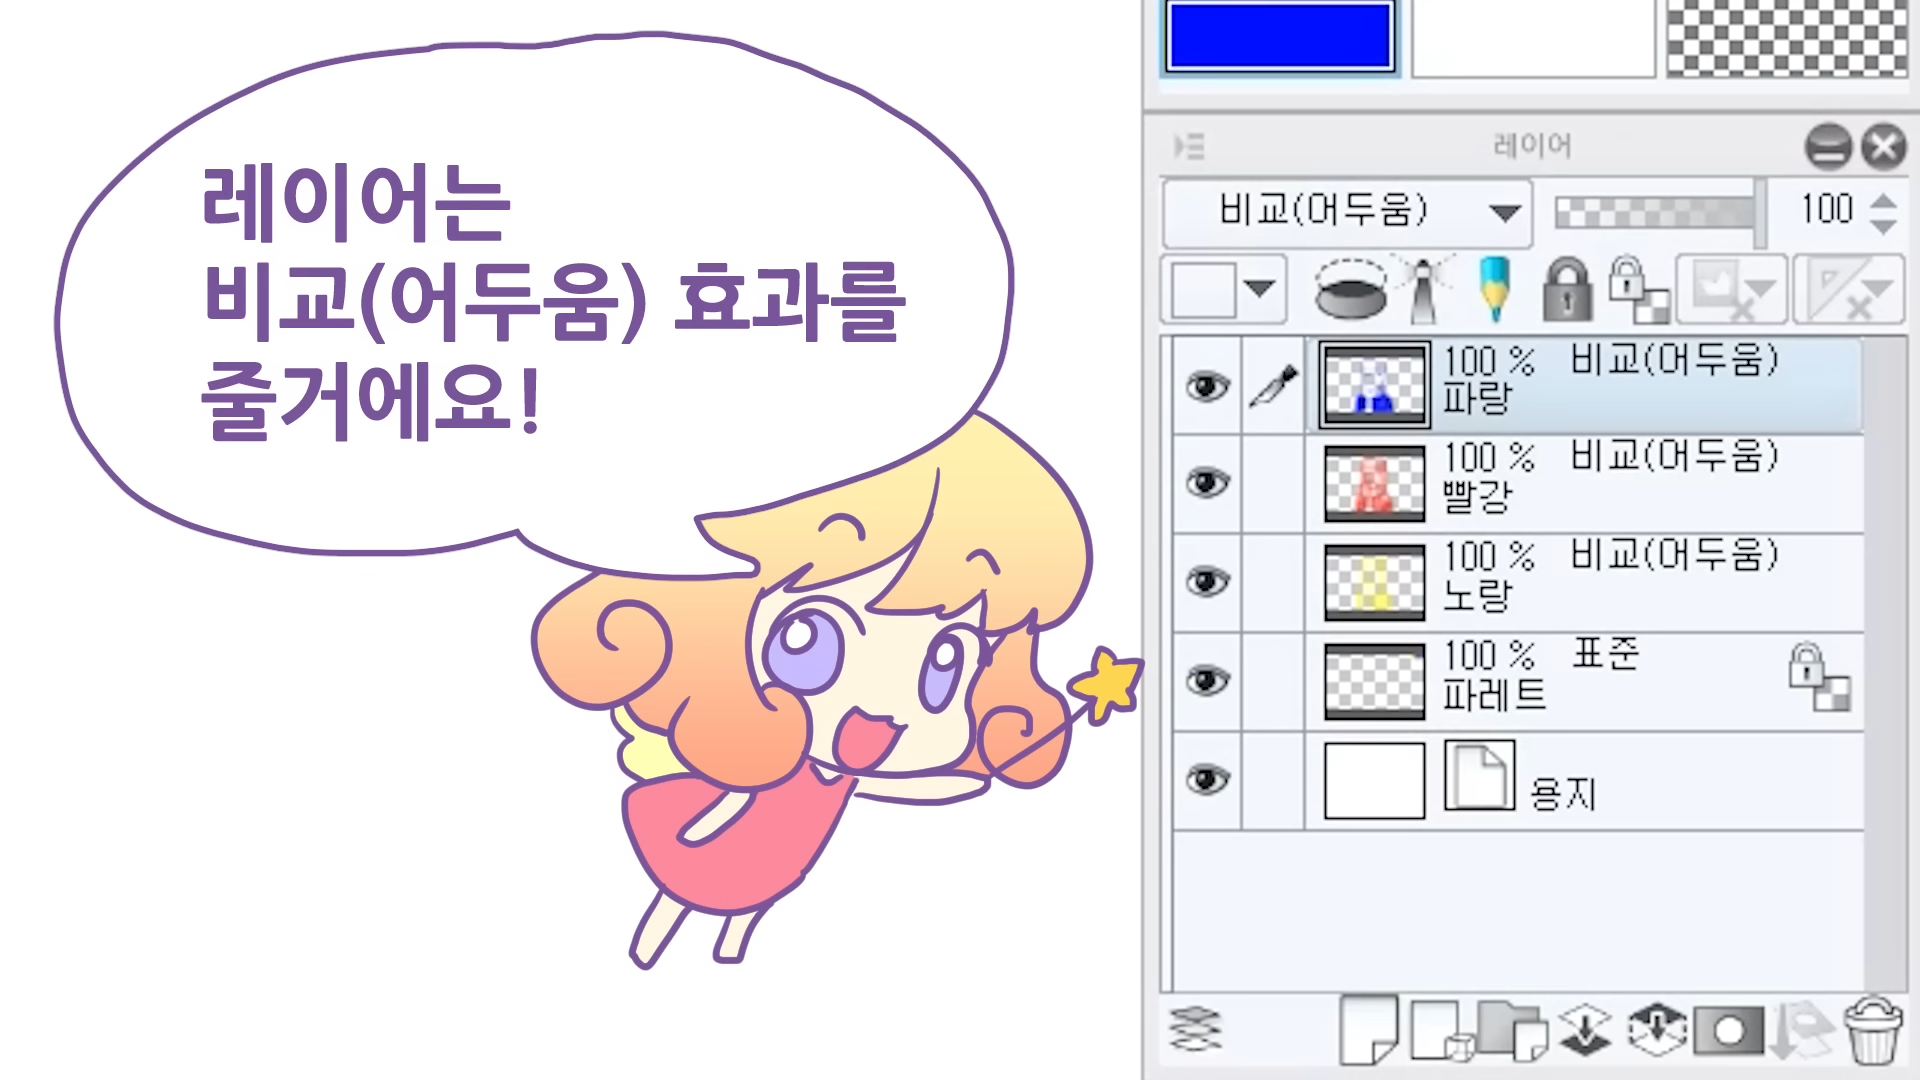 레이어는
비교(어두움) 효과를
줄거에요!
레이어
비교(어두움) 100
100 % 비교(어두움)
파랑
100 % 비교(어두움)
빨강
100 % 비교(어두움)
노랑
100 % 표준
파레트
용지